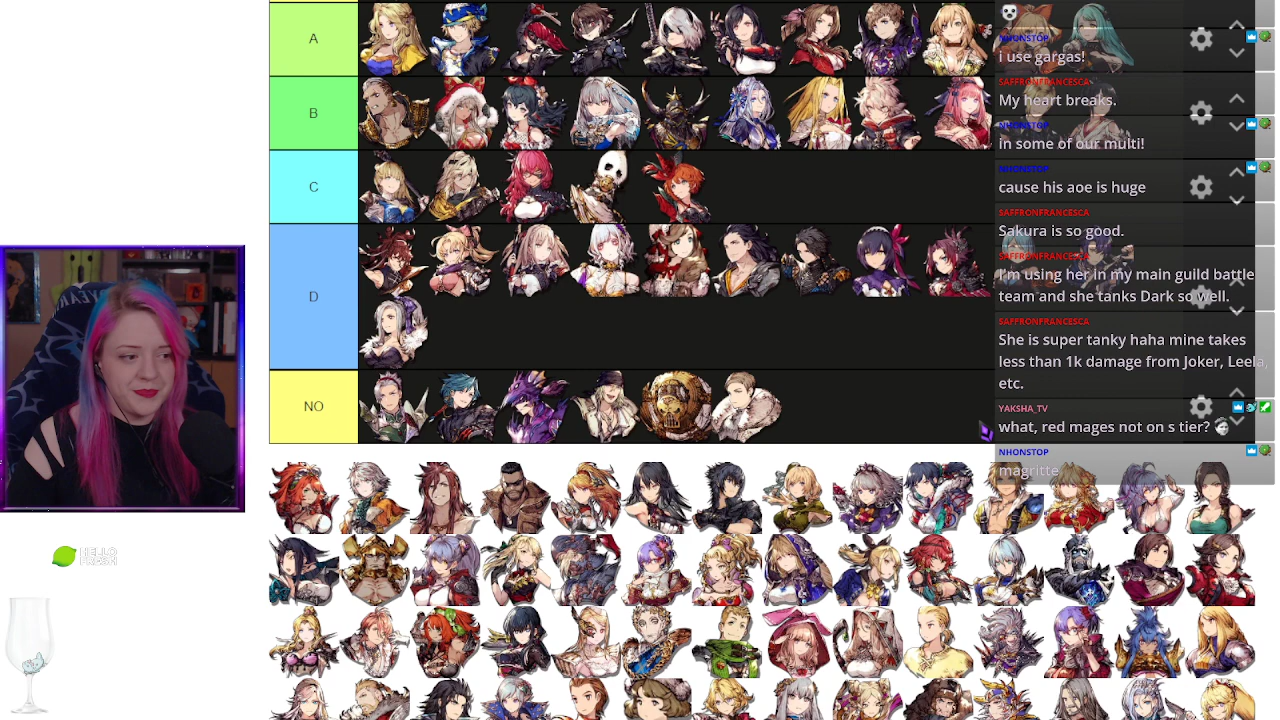 A
B
C
D
NO
NHONSTOP
i use gargas!
SAFFRONFRANCESCA
My heart breaks.
NHONSTOP
in some of our multi!
NHONSTOP
cause his aoe is huge
SAFFRONFRANCESCA
Sakura is so good.
SAFFRONFRANCESCA
I'm using her in my main guild battle
team and she tanks Dark so well.
SAFFRONFRANCESCA
She is super tanky haha mine takes
less than 1k damage from Joker, Leela,
etc.
YAKSHA_TV
what, red mages not on s tier?
NHONSTOP
magritte
HELLO
FRESH